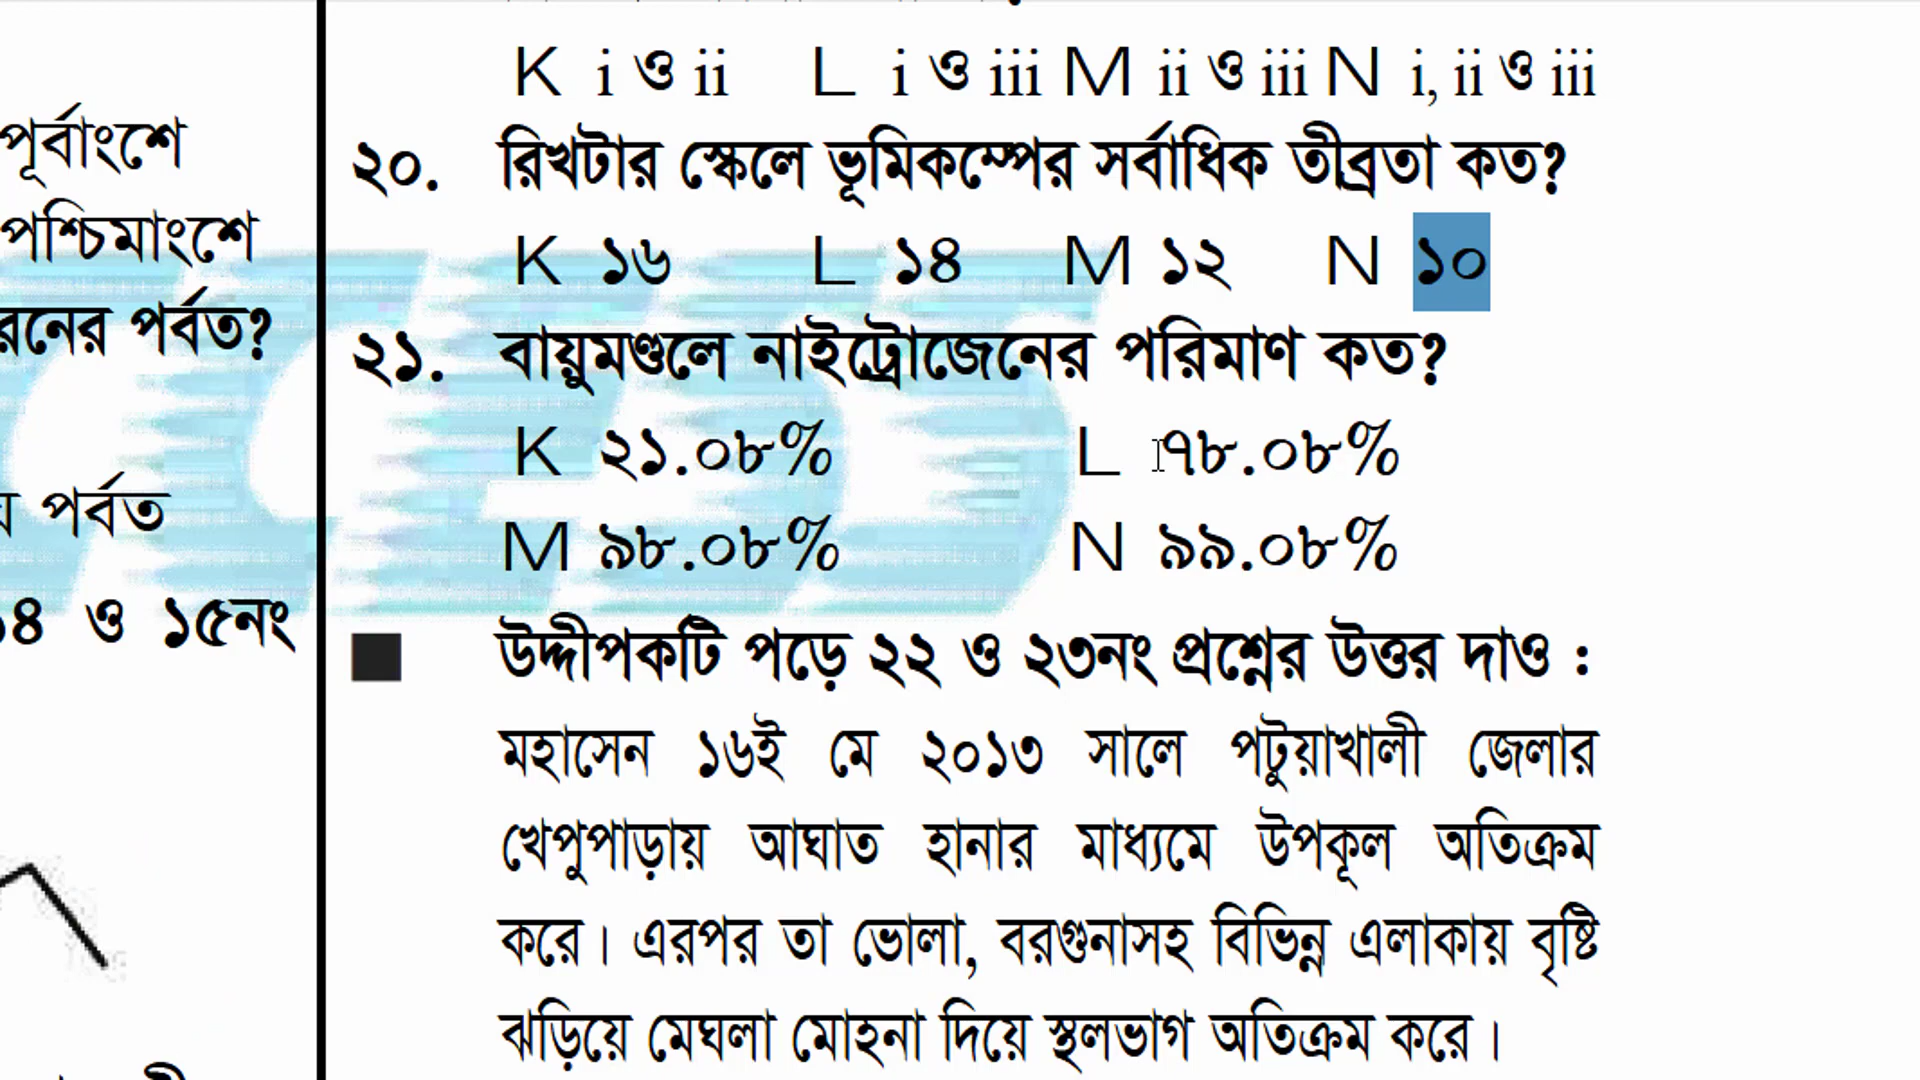 পূর্বাংশে
পশ্চিমাংশে
রনের পর্বত?
পর্বত
১৪ ও ১৫নং
K i ও ii L i ও iii M ii ও iii N i, ii ও iii
২০. রিখটার স্কেলে ভূমিকম্পের সর্বাধিক তীব্রতা কত?
K ১৬ L ১৪ M ১২ N ১০
২১. বায়ুমণ্ডলে নাইট্রোজেনের পরিমাণ কত?
K ২১.০৮% L ৭৮.০৮%
M ৯৮.০৮% N ৯৯.০৮%
■ উদ্দীপকটি পড়ে ২২ ও ২৩নং প্রশ্নের উত্তর দাও :
মহাসেন ১৬ই মে ২০১৩ সালে পটুয়াখালী জেলার
খেপুপাড়ায় আঘাত হানার মাধ্যমে উপকূল অতিক্রম
করে। এরপর তা ভোলা, বরগুনাসহ বিভিন্ন এলাকায় বৃষ্টি
ঝড়িয়ে মেঘলা মোহনা দিয়ে স্থলভাগ অতিক্রম করে।